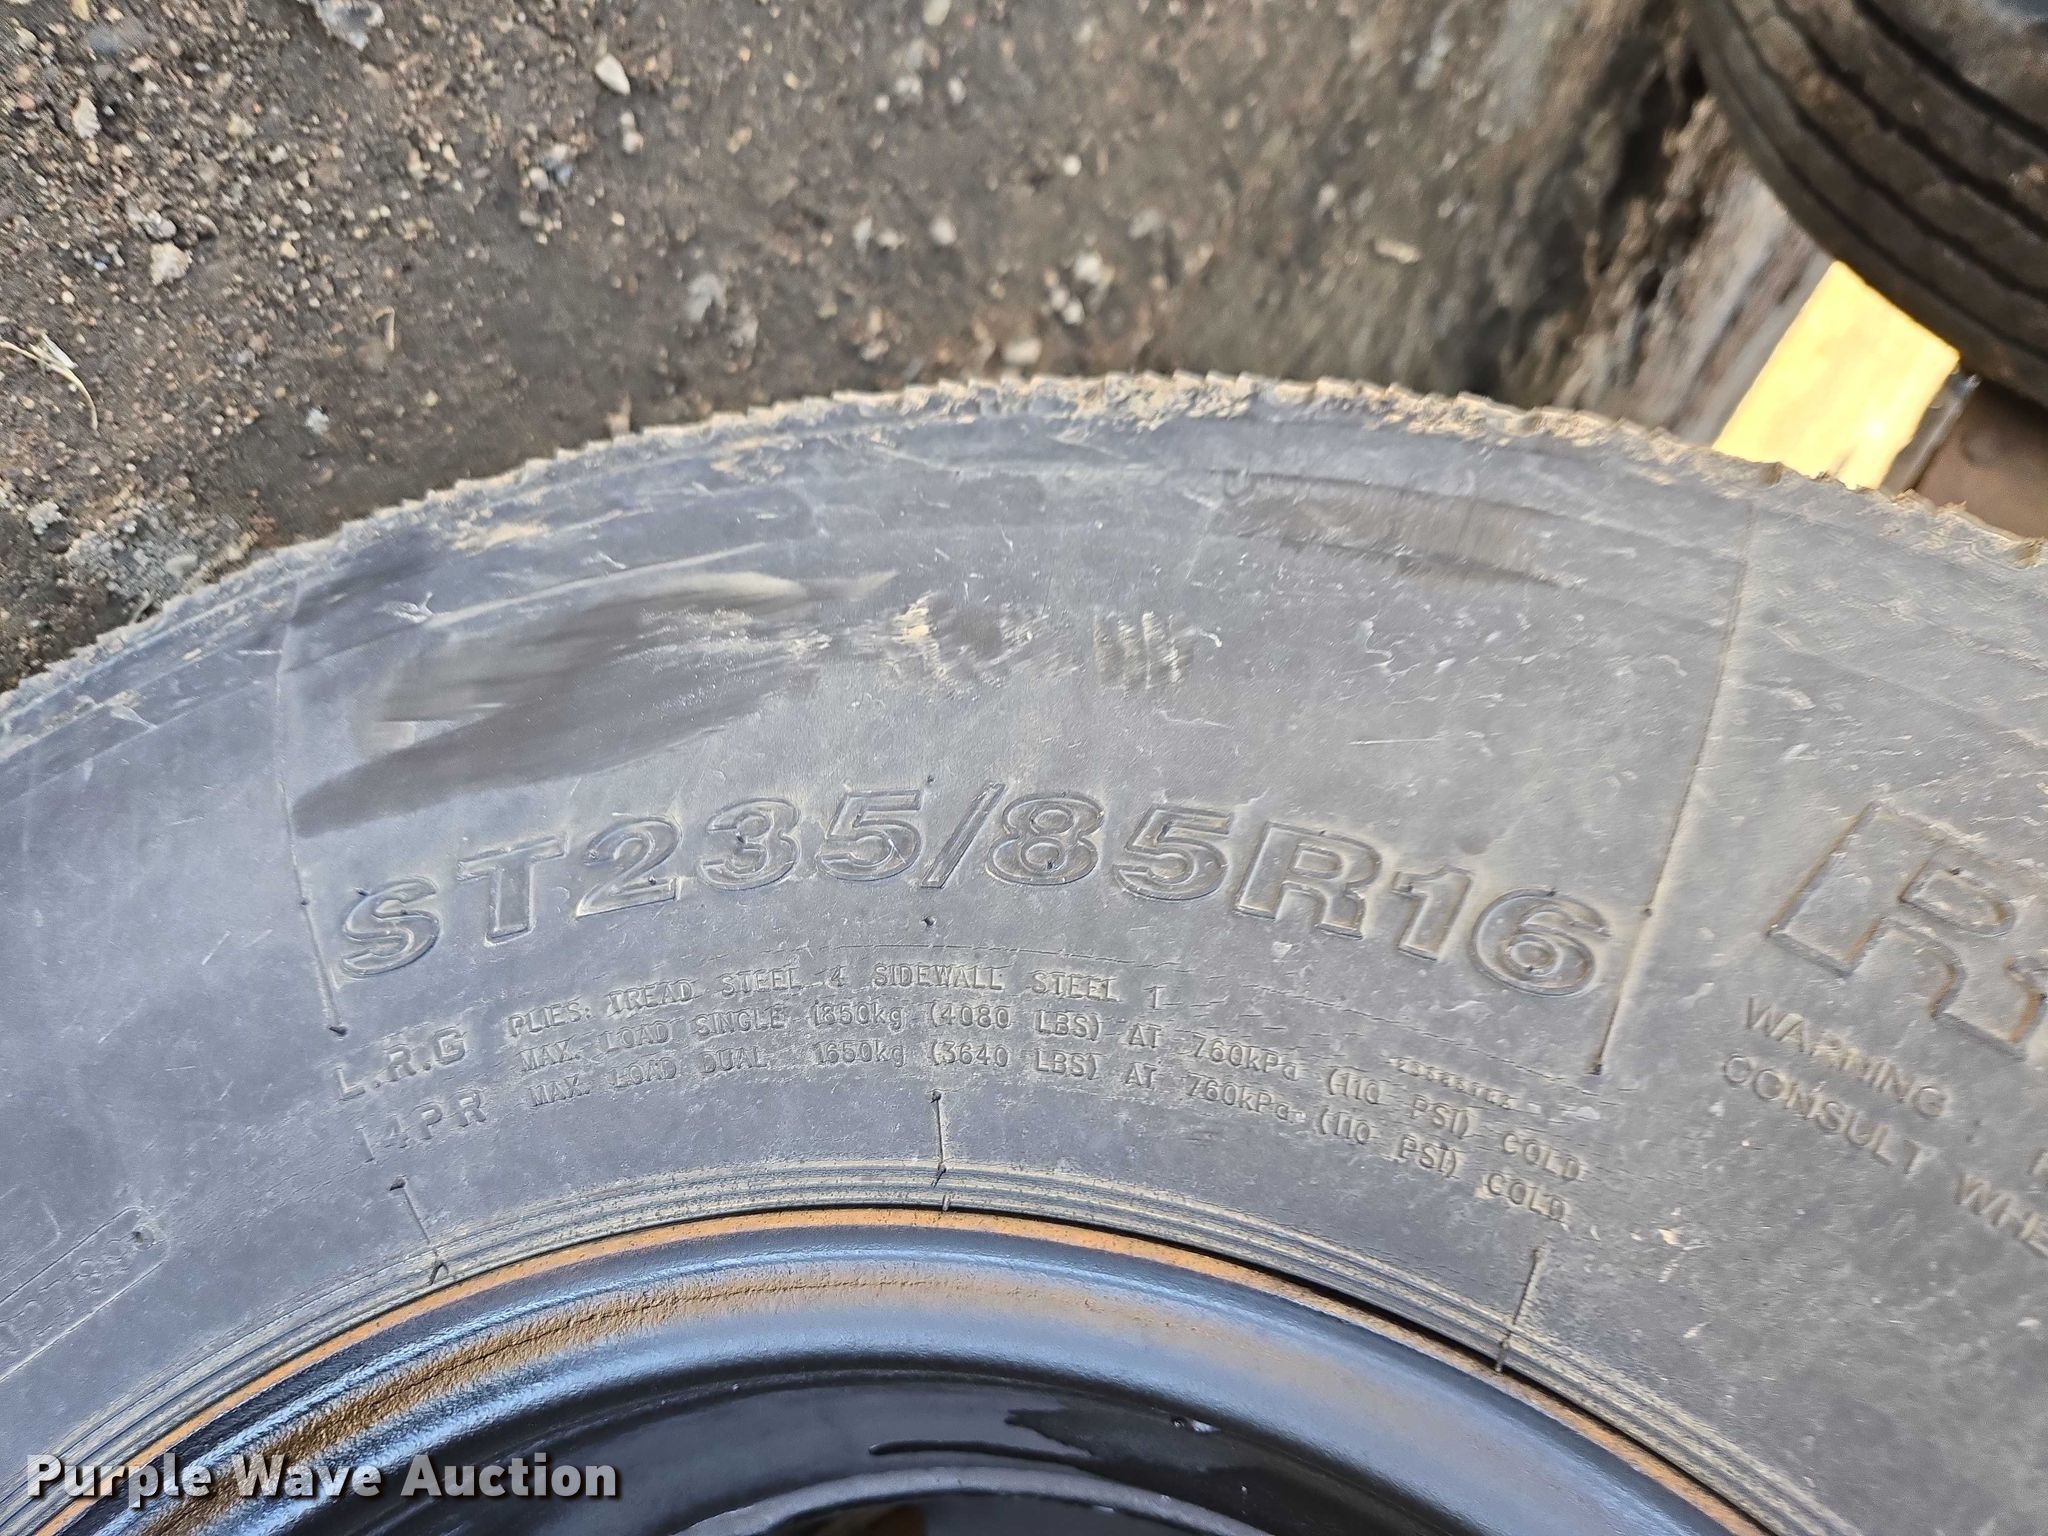 ST235/85R16
L.R.G
14PR
PLIES: TREAD STEEL 4 SIDEWALL STEEL 1
MAX. LOAD SINGLE 1850kg (4080 LBS) AT 760kPa (110 PSI) COLD
MAX. LOAD DUAL 1650kg (3640 LBS) AT 760kPa (110 PSI) COLD
WARNING
CONSULT
Purple Wave Auction